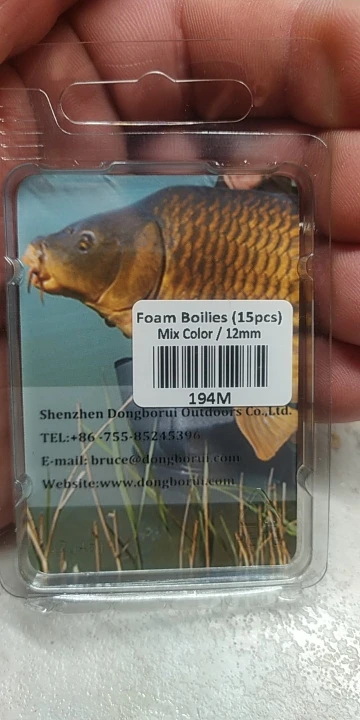 Foam Boilies (15pcs)
Mix Color / 12mm
194M
Shenzhen Dongborui Outdoors Co.,Ltd.
TEL:+86-755-85245396
E-mail: bruce@dongborui.com
Website:www.dongborui.com